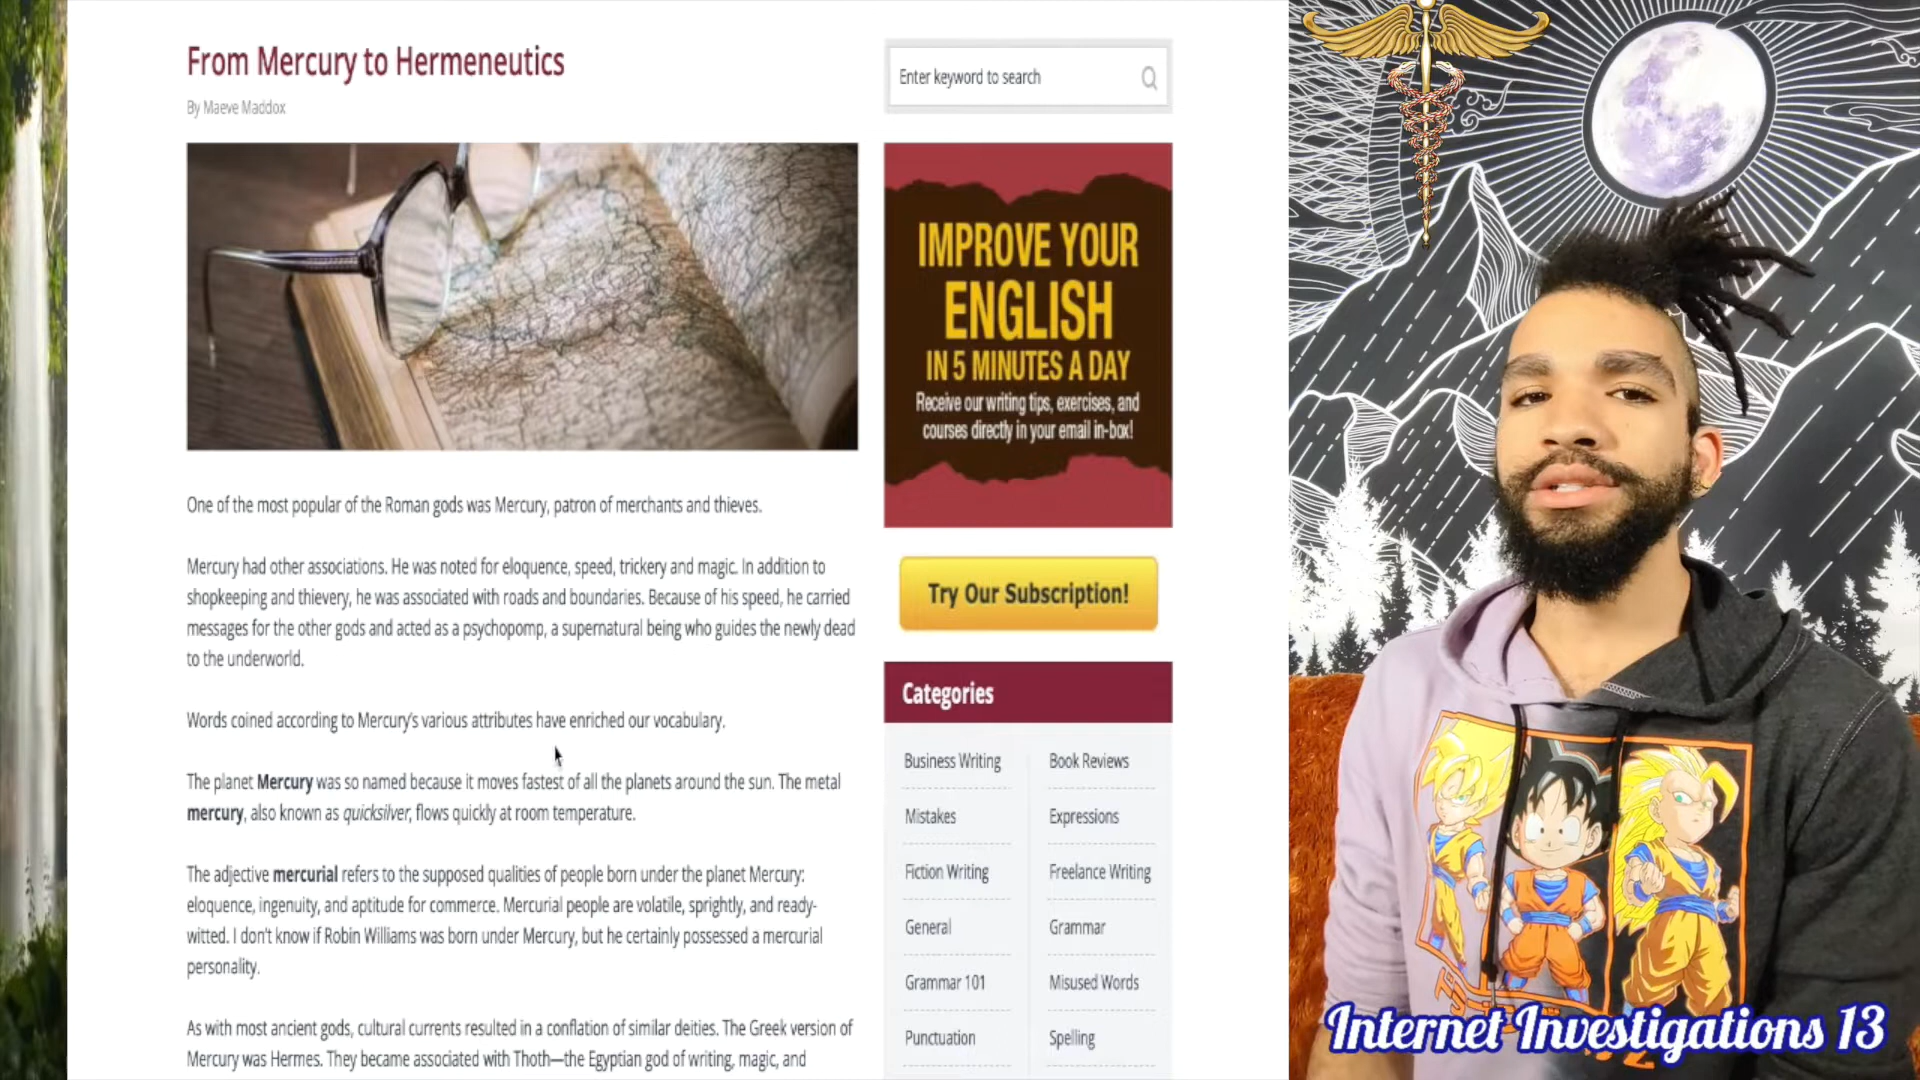 From Mercury to Hermeneutics
By Maeve Maddox
One of the most popular of the Roman gods was Mercury, patron of merchants and thieves.
Mercury had other associations. He was noted for eloquence, speed, trickery and magic. In addition to
shopkeeping and thievery, he was associated with roads and boundaries. Because of his speed, he carried
messages for the other gods and acted as a psychopomp, a supernatural being who guides the newly dead
to the underworld.
Words coined according to Mercury's various attributes have enriched our vocabulary.
The planet Mercury was so named because it moves fastest of all the planets around the sun. The metal
mercury, also known as quicksilver, flows quickly at room temperature.
The adjective mercurial refers to the supposed qualities of people born under the planet Mercury:
eloquence, ingenuity, and aptitude for commerce. Mercurial people are volatile, sprightly, and ready-
witted. I don't know if Robin Williams was born under Mercury, but he certainly possessed a mercurial
personality.
As with most ancient gods, cultural currents resulted in a conflation of similar deities. The Greek version of
Mercury was Hermes. They became associated with Thoth—the Egyptian god of writing, magic, and
Enter keyword to search
IMPROVE YOUR
ENGLISH
IN 5 MINUTES A DAY
Receive our writing tips, exercises, and
courses directly in your email in-box!
Try Our Subscription!
Categories
Business Writing
Book Reviews
Mistakes
Expressions
Fiction Writing
Freelance Writing
General
Grammar
Grammar 101
Misused Words
Punctuation
Spelling
Internet Investigations 13